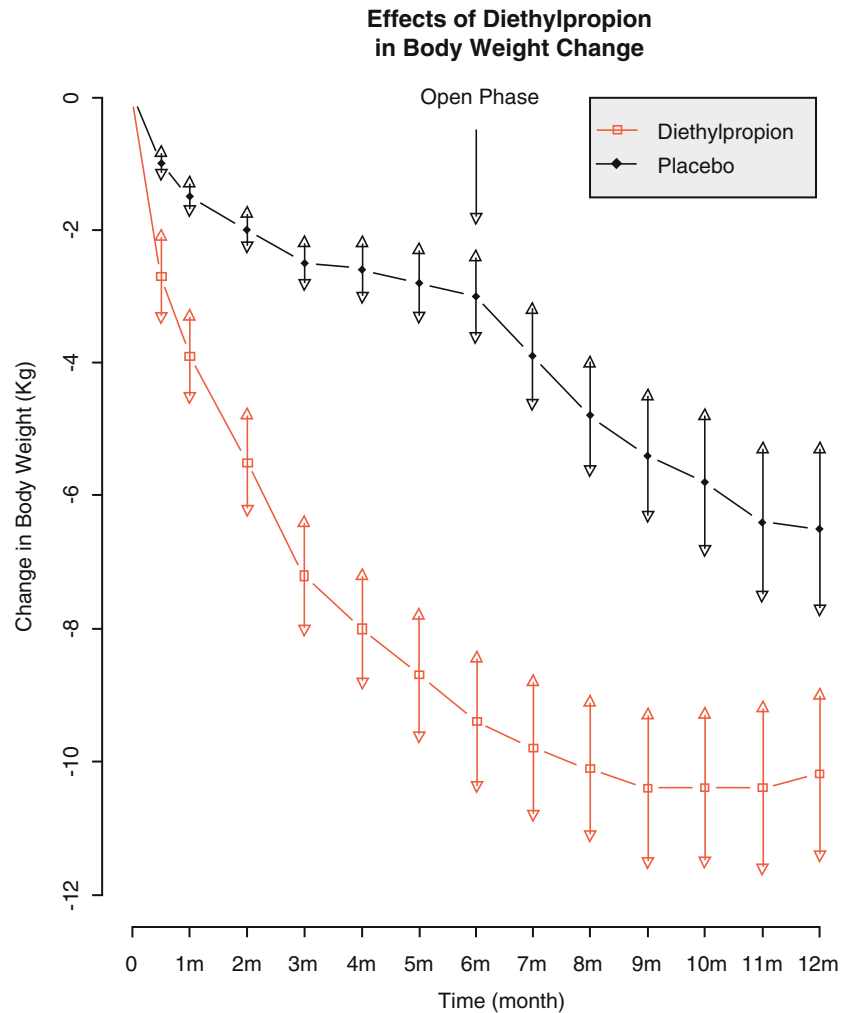 Effects of Diethylpropion
in Body Weight Change
Open Phase
Diethylpropion
Placebo
Change in Body Weight (Kg)
0
-2
-4
-6
-8
-10
-12
0 1m 2m 3m 4m 5m 6m 7m 8m 9m 10m 11m 12m
Time (month)